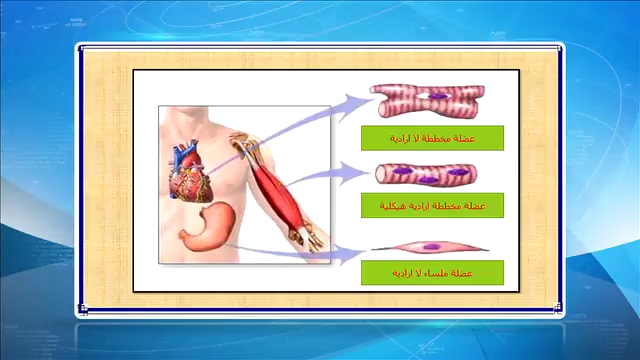 عضلة مخططة لا ارادية
عضلة مخططة ارادية هيكلية
عضلة ملساء لا ارادية